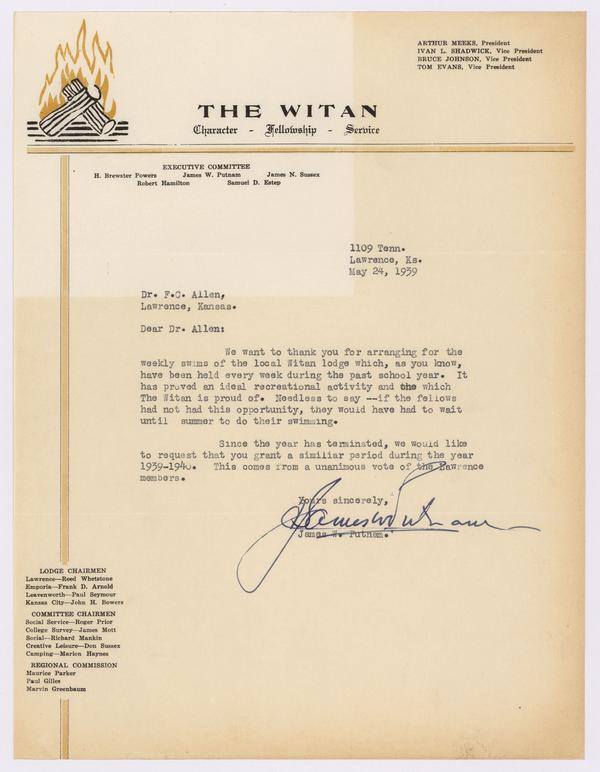 ARTHUR MEEKS, President
IVAN L. SHADWICK, Vice President
BRUCE JOHNSON, Vice President
TOM EVANS, Vice President
THE WITAN
Character - Fellowship - Service
EXECUTIVE COMMITTEE
H. Brewster Powers James W. Putnam James N. Sussex
Robert Hamilton Samuel D. Estep
1109 Tenn.
Lawrence, Ks.
May 24, 1939
Dr. F.C. Allen,
Lawrence, Kansas.
Dear Dr. Allen:
We want to thank you for arranging for the
weekly swims of the local Witan lodge which, as you know,
have been held every week during the past school year. It
has proved an ideal recreational activity and one which
The Witan is proud of. Needless to say --if the fellows
had not had this opportunity, they would have had to wait
until summer to do their swimming.
Since the year has terminated, we would like
to request that you grant a similiar period during the year
1939-1940. This comes from a unanimous vote of the Lawrence
members.
Yours sincerely,
James W. Putnam
James W. Putnam.
LODGE CHAIRMEN
Lawrence—Reed Whetstone
Emporia—Frank D. Arnold
Leavenworth—Paul Seymour
Kansas City—John H. Bowers
COMMITTEE CHAIRMEN
Social Service—Roger Prior
College Survey—James Mott
Social—Richard Mankin
Creative Leisure—Don Sussex
Camping—Marion Haynes
REGIONAL COMMISSION
Maurice Parker
Paul Gilles
Marvin Greenbaum